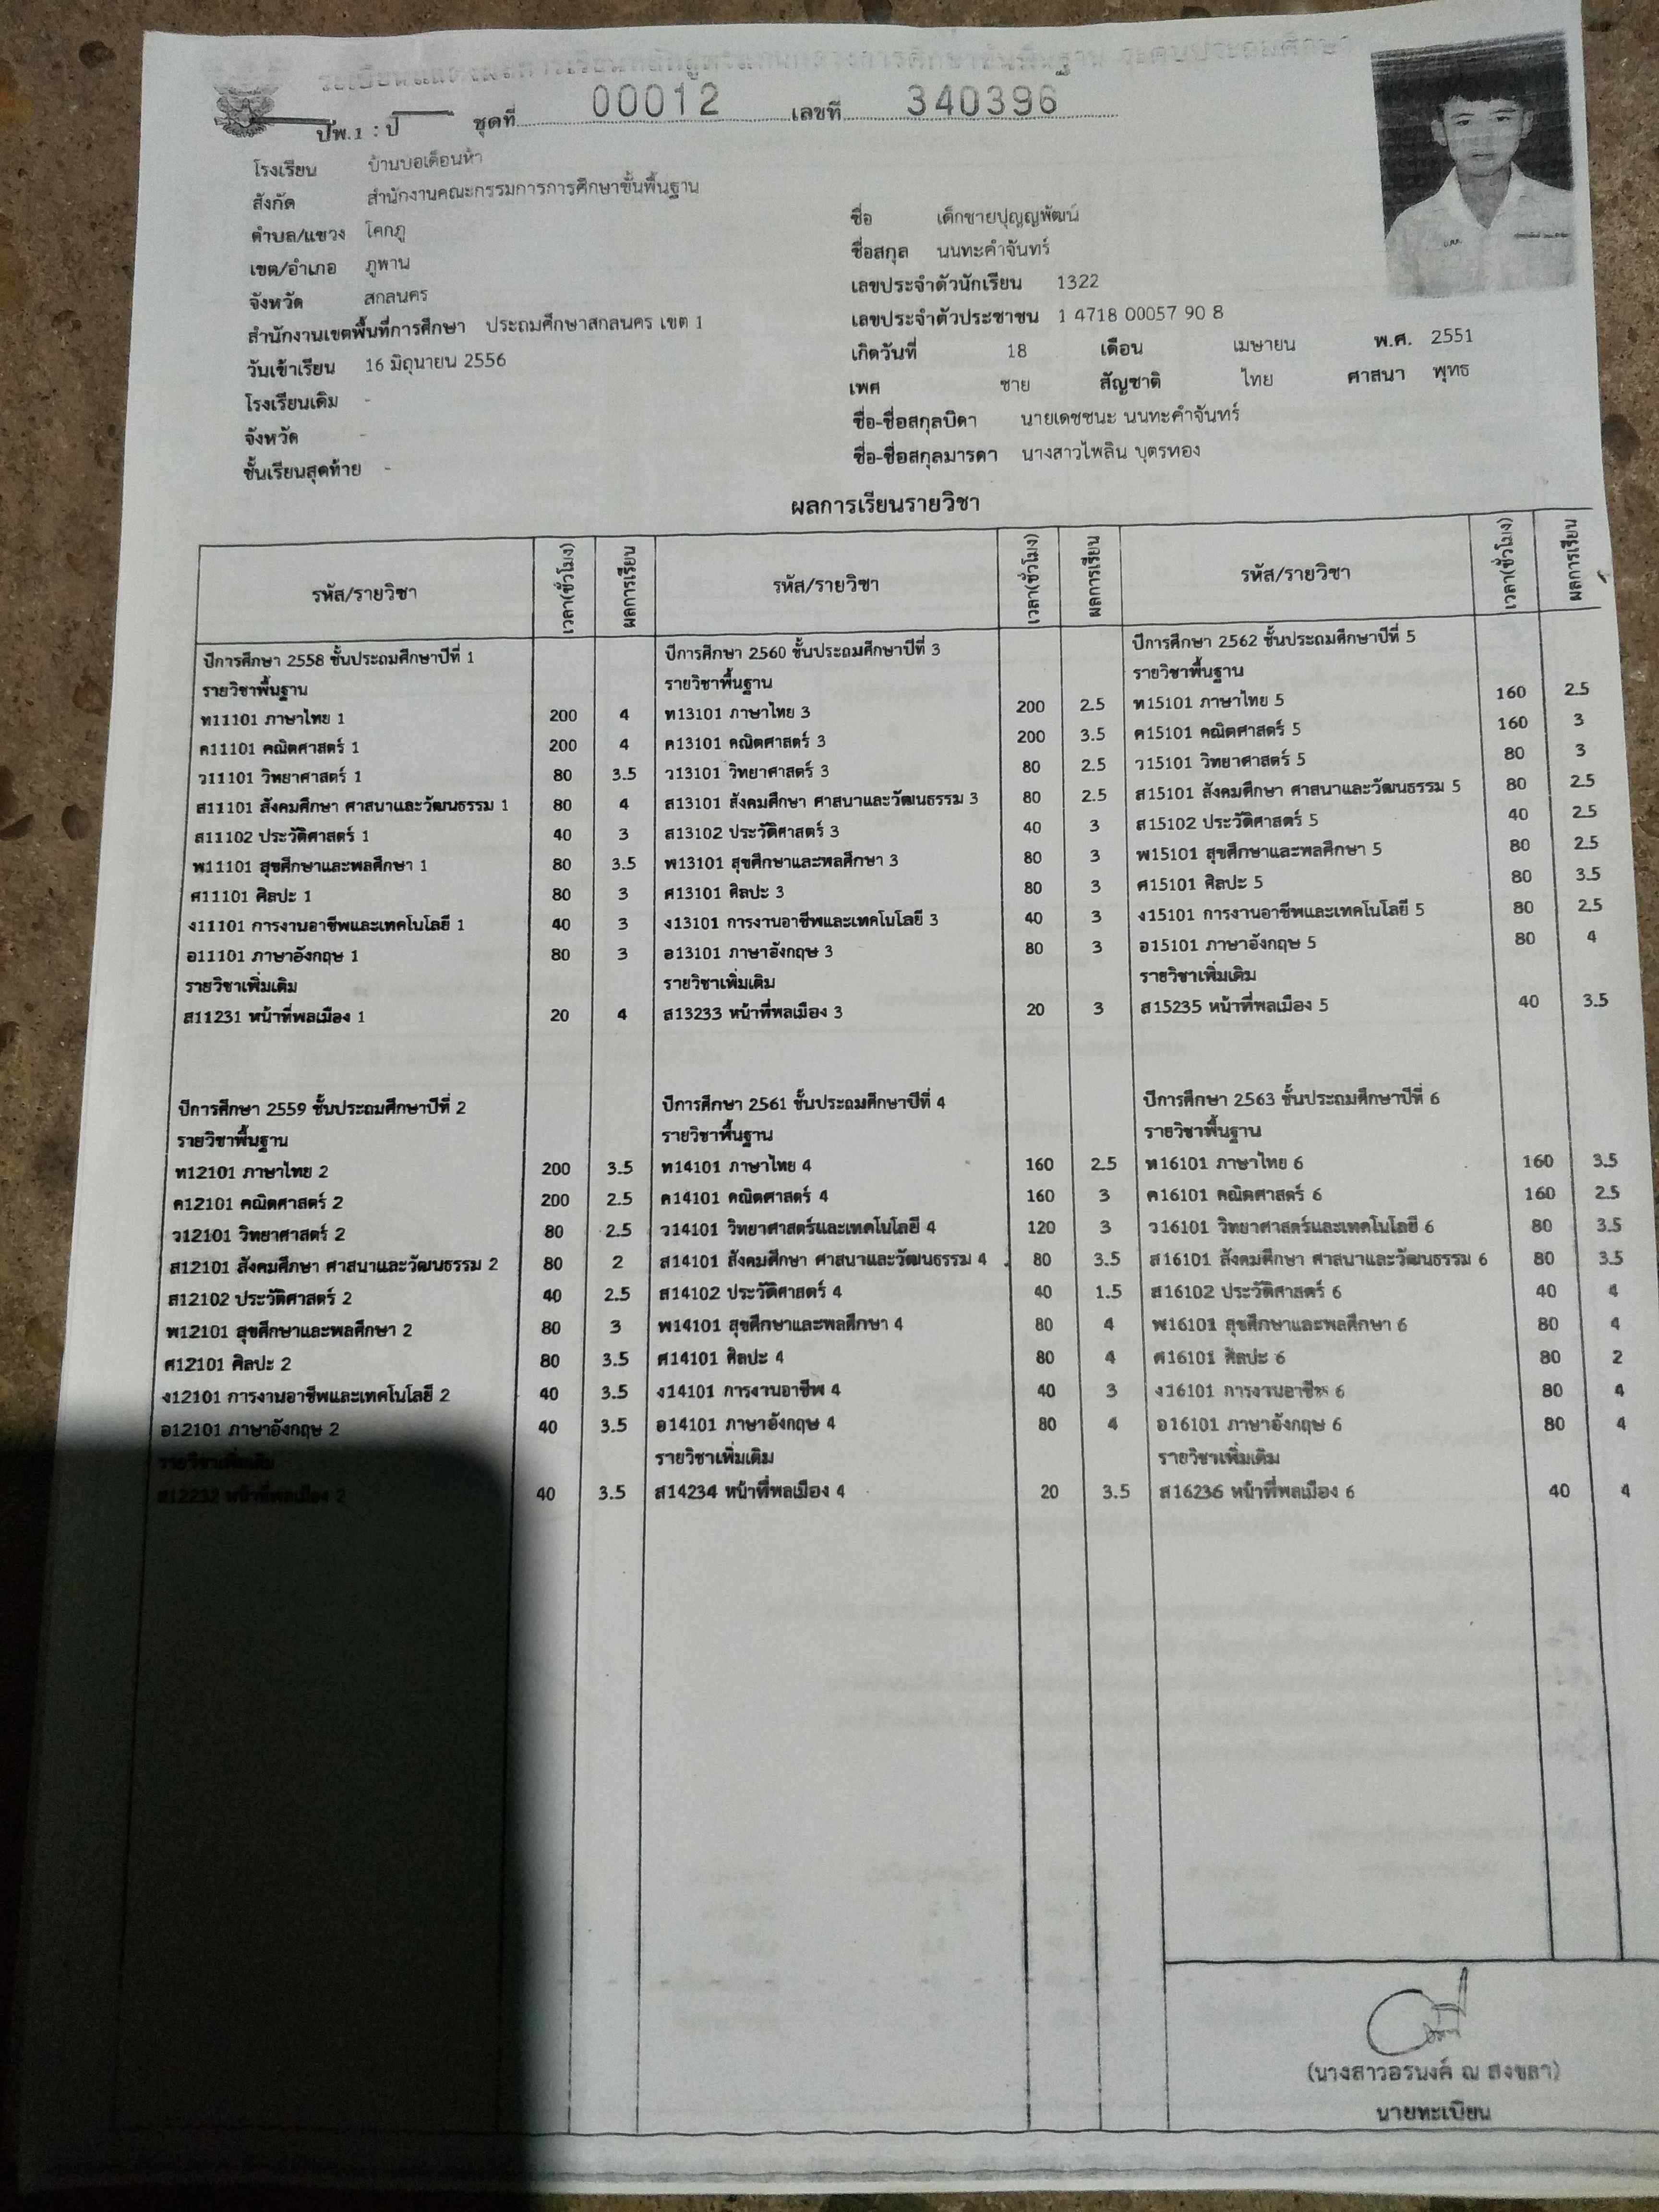 ปพ.1 : ป ชุดที่ 00012 เลขที่ 340396
โรงเรียน บ้านบ่อเดือนห้า
สังกัด สำนักงานคณะกรรมการการศึกษาขั้นพื้นฐาน
ตำบล/แขวง โคกภู
เขต/อำเภอ ภูพาน
จังหวัด สกลนคร
สำนักงานเขตพื้นที่การศึกษา ประถมศึกษาสกลนคร เขต 1
วันเข้าเรียน 16 มิถุนายน 2556
โรงเรียนเดิม -
จังหวัด -
ชั้นเรียนสุดท้าย -
ชื่อ เด็กชายปุญญพัฒน์
ชื่อสกุล นนทะคำจันทร์
เลขประจำตัวนักเรียน 1322
เลขประจำตัวประชาชน 1 4718 00057 90 8
เกิดวันที่ 18 เดือน เมษายน พ.ศ. 2551
เพศ ชาย สัญชาติ ไทย ศาสนา พุทธ
ชื่อ-ชื่อสกุลบิดา นายเดชชนะ นนทะคำจันทร์
ชื่อ-ชื่อสกุลมารดา นางสาวไพลิน บุตรทอง
ผลการเรียนรายวิชา
รหัส/รายวิชา เวลา(ชั่วโมง) ผลการเรียน รหัส/รายวิชา เวลา(ชั่วโมง) ผลการเรียน รหัส/รายวิชา เวลา(ชั่วโมง) ผลการเรียน
ปีการศึกษา 2558 ชั้นประถมศึกษาปีที่ 1
รายวิชาพื้นฐาน
ท11101 ภาษาไทย 1 200 4
ค11101 คณิตศาสตร์ 1 200 4
ว11101 วิทยาศาสตร์ 1 80 3.5
ส11101 สังคมศึกษา ศาสนาและวัฒนธรรม 1 80 4
ส11102 ประวัติศาสตร์ 1 40 3
พ11101 สุขศึกษาและพลศึกษา 1 80 3.5
ศ11101 ศิลปะ 1 80 3
ง11101 การงานอาชีพและเทคโนโลยี 1 40 3
อ11101 ภาษาอังกฤษ 1 80 3
รายวิชาเพิ่มเติม
ส11231 หน้าที่พลเมือง 1 20 4
ปีการศึกษา 2559 ชั้นประถมศึกษาปีที่ 2
รายวิชาพื้นฐาน
ท12101 ภาษาไทย 2 200 3.5
ค12101 คณิตศาสตร์ 2 200 2.5
ว12101 วิทยาศาสตร์ 2 80 2.5
ส12101 สังคมศึกษา ศาสนาและวัฒนธรรม 2 80 2
ส12102 ประวัติศาสตร์ 2 40 2.5
พ12101 สุขศึกษาและพลศึกษา 2 80 3
ศ12101 ศิลปะ 2 80 3.5
ง12101 การงานอาชีพและเทคโนโลยี 2 40 3.5
อ12101 ภาษาอังกฤษ 2 40 3.5
รายวิชาเพิ่มเติม
ส12232 หน้าที่พลเมือง 2 40 3.5
ปีการศึกษา 2560 ชั้นประถมศึกษาปีที่ 3
รายวิชาพื้นฐาน
ท13101 ภาษาไทย 3 200 2.5
ค13101 คณิตศาสตร์ 3 200 3.5
ว13101 วิทยาศาสตร์ 3 80 2.5
ส13101 สังคมศึกษา ศาสนาและวัฒนธรรม 3 80 2.5
ส13102 ประวัติศาสตร์ 3 40 3
พ13101 สุขศึกษาและพลศึกษา 3 80 3
ศ13101 ศิลปะ 3 80 3
ง13101 การงานอาชีพและเทคโนโลยี 3 40 3
อ13101 ภาษาอังกฤษ 3 80 3
รายวิชาเพิ่มเติม
ส13233 หน้าที่พลเมือง 3 20 3
ปีการศึกษา 2561 ชั้นประถมศึกษาปีที่ 4
รายวิชาพื้นฐาน
ท14101 ภาษาไทย 4 160 2.5
ค14101 คณิตศาสตร์ 4 160 3
ว14101 วิทยาศาสตร์และเทคโนโลยี 4 120 3
ส14101 สังคมศึกษา ศาสนาและวัฒนธรรม 4 80 3.5
ส14102 ประวัติศาสตร์ 4 40 1.5
พ14101 สุขศึกษาและพลศึกษา 4 80 4
ศ14101 ศิลปะ 4 80 4
ง14101 การงานอาชีพ 4 40 3
อ14101 ภาษาอังกฤษ 4 80 4
รายวิชาเพิ่มเติม
ส14234 หน้าที่พลเมือง 4 20 3.5
ปีการศึกษา 2562 ชั้นประถมศึกษาปีที่ 5
รายวิชาพื้นฐาน
ท15101 ภาษาไทย 5 160 2.5
ค15101 คณิตศาสตร์ 5 160 3
ว15101 วิทยาศาสตร์ 5 80 3
ส15101 สังคมศึกษา ศาสนาและวัฒนธรรม 5 80 2.5
ส15102 ประวัติศาสตร์ 5 40 2.5
พ15101 สุขศึกษาและพลศึกษา 5 80 2.5
ศ15101 ศิลปะ 5 80 3.5
ง15101 การงานอาชีพและเทคโนโลยี 5 80 2.5
อ15101 ภาษาอังกฤษ 5 80 4
รายวิชาเพิ่มเติม
ส15235 หน้าที่พลเมือง 5 40 3.5
ปีการศึกษา 2563 ชั้นประถมศึกษาปีที่ 6
รายวิชาพื้นฐาน
ท16101 ภาษาไทย 6 160 3.5
ค16101 คณิตศาสตร์ 6 160 2.5
ว16101 วิทยาศาสตร์และเทคโนโลยี 6 80 3.5
ส16101 สังคมศึกษา ศาสนาและวัฒนธรรม 6 80 3.5
ส16102 ประวัติศาสตร์ 6 40 4
พ16101 สุขศึกษาและพลศึกษา 6 80 4
ศ16101 ศิลปะ 6 80 2
ง16101 การงานอาชีพ 6 80 4
อ16101 ภาษาอังกฤษ 6 80 4
รายวิชาเพิ่มเติม
ส16236 หน้าที่พลเมือง 6 40 4
(นางสาวอรนงค์ ณ สงขลา)
นายทะเบียน